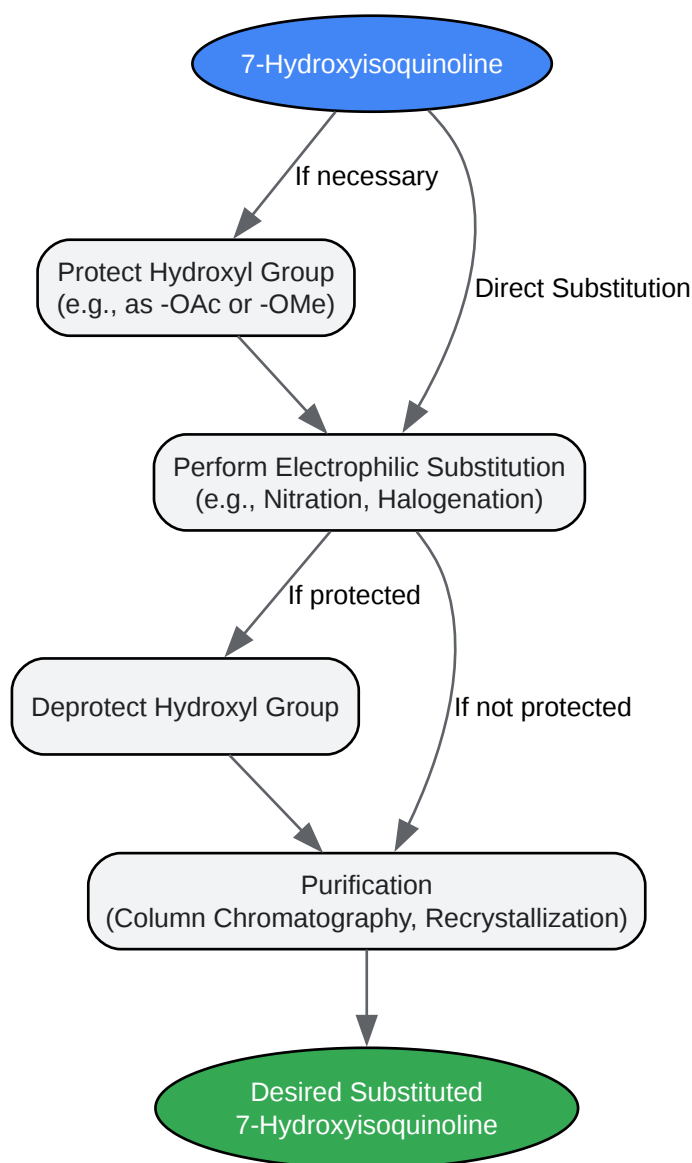 7-Hydroxyisoquinoline
If necessary
Protect Hydroxyl Group
(e.g., as -OAc or -OMe)
Direct Substitution
Perform Electrophilic Substitution
(e.g., Nitration, Halogenation)
If protected
Deprotect Hydroxyl Group
If not protected
Purification
(Column Chromatography, Recrystallization)
Desired Substituted
7-Hydroxyisoquinoline